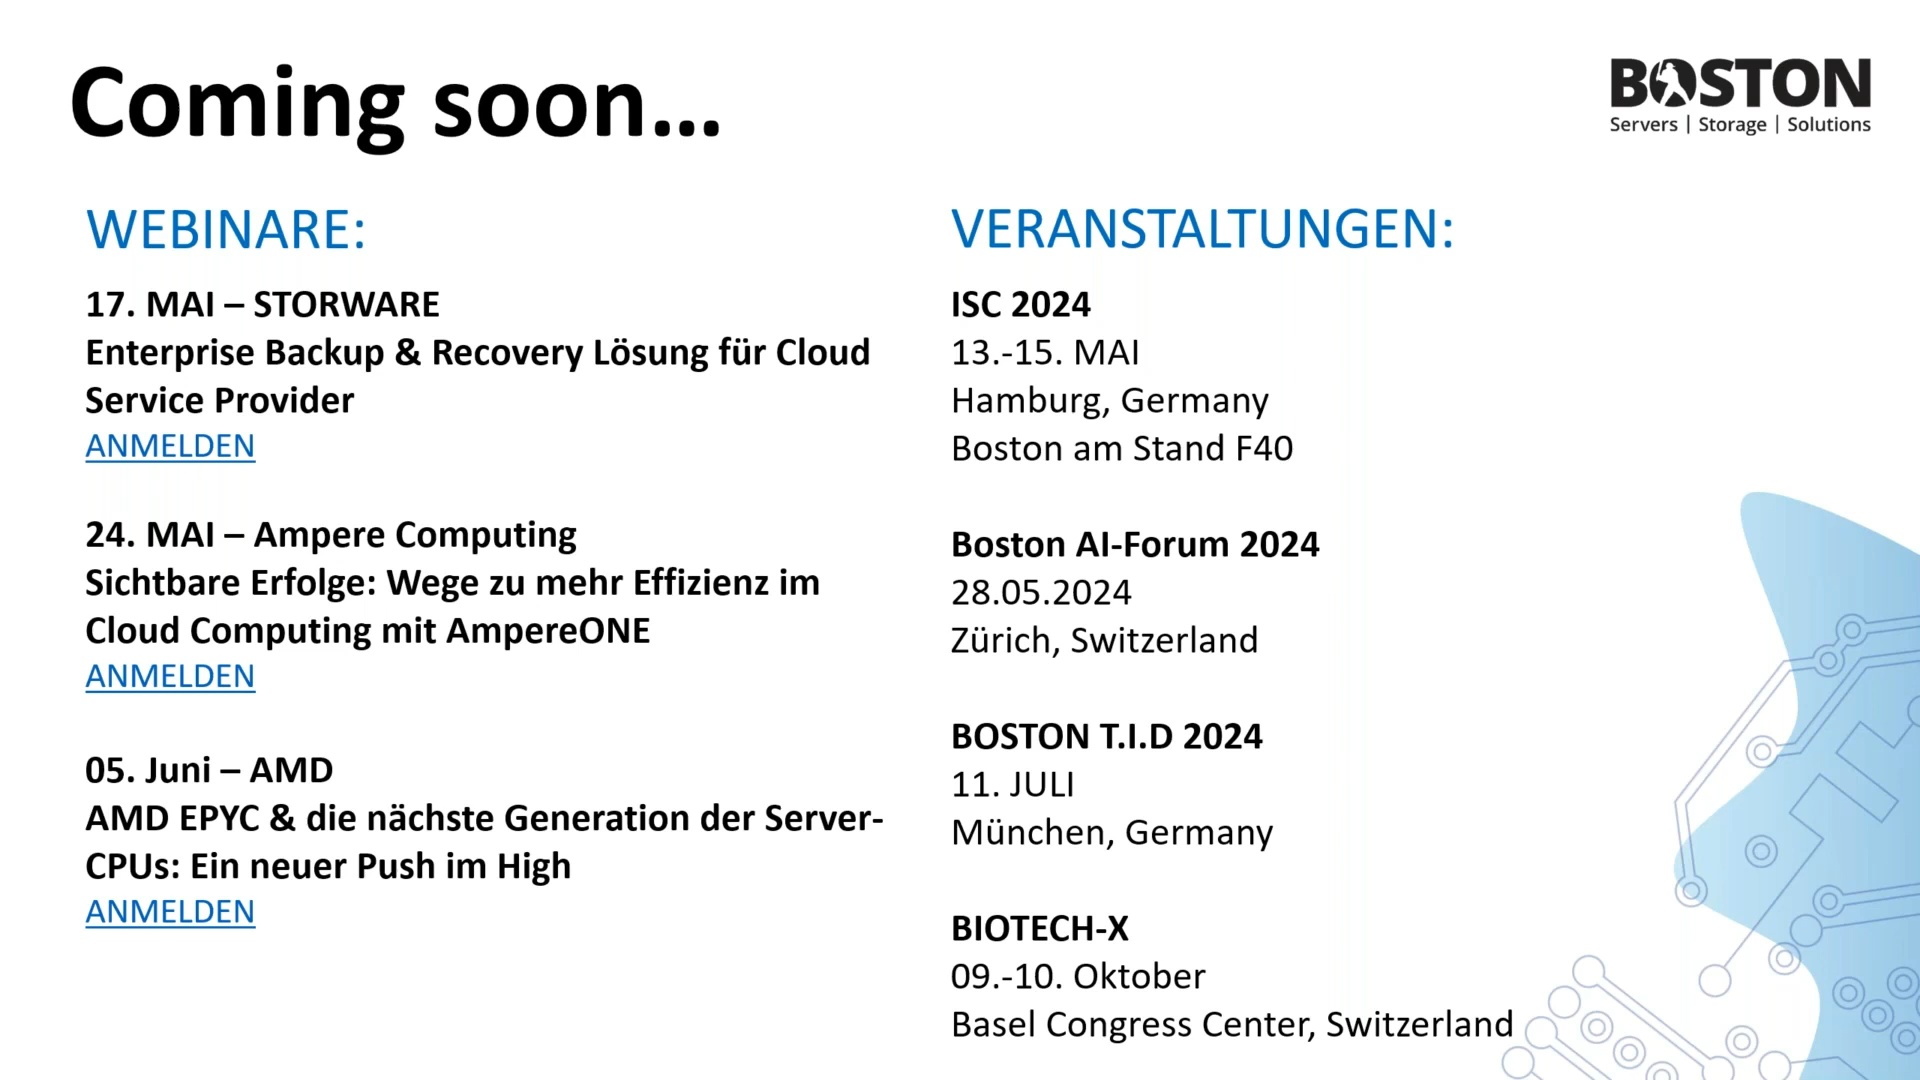 Coming soon...
BOSTON
Servers | Storage | Solutions
WEBINARE:
17. MAI – STORWARE
Enterprise Backup & Recovery Lösung für Cloud
Service Provider
ANMELDEN
24. MAI – Ampere Computing
Sichtbare Erfolge: Wege zu mehr Effizienz im
Cloud Computing mit AmpereONE
ANMELDEN
05. Juni – AMD
AMD EPYC & die nächste Generation der Server-
CPUs: Ein neuer Push im High
ANMELDEN
VERANSTALTUNGEN:
ISC 2024
13.-15. MAI
Hamburg, Germany
Boston am Stand F40
Boston AI-Forum 2024
28.05.2024
Zürich, Switzerland
BOSTON T.I.D 2024
11. JULI
München, Germany
BIOTECH-X
09.-10. Oktober
Basel Congress Center, Switzerland